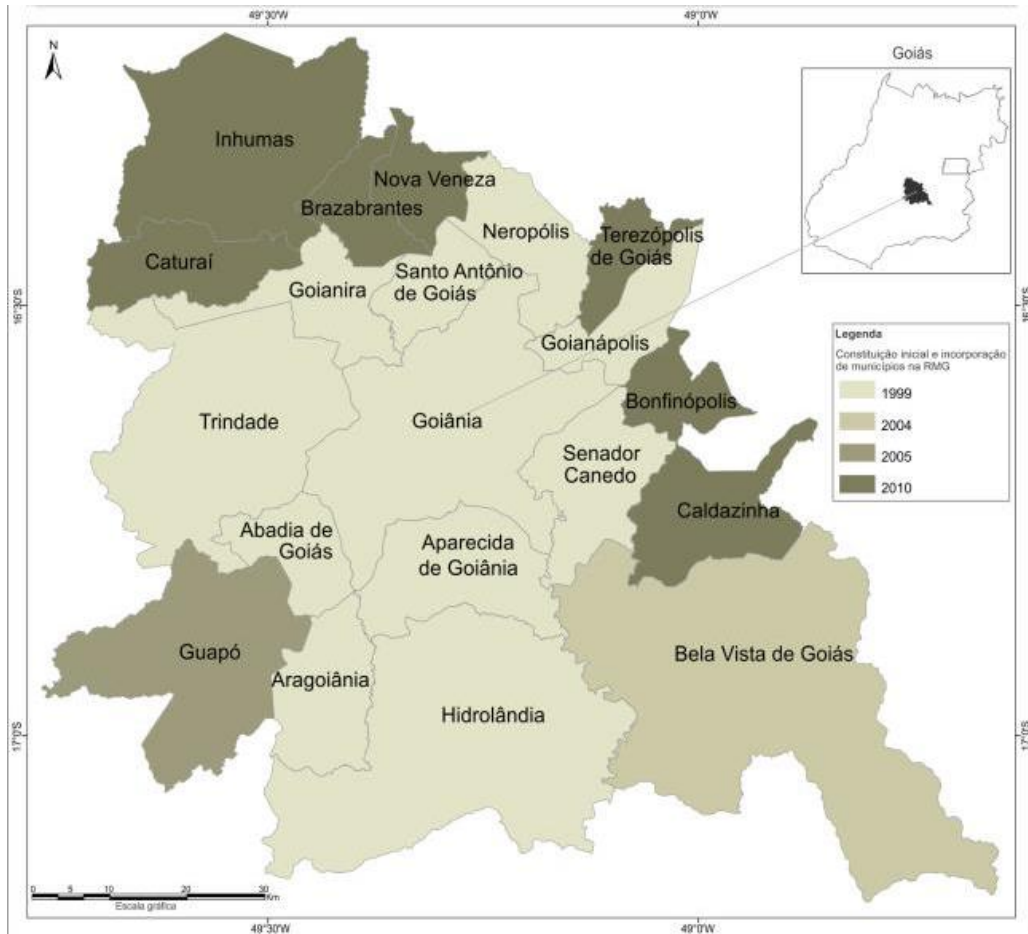 49°30'W
49°0'W
N
Goiás
Inhumas
Nova Veneza
Brazabrantes
Neropólis
Terezópolis
de Goiás
Caturaí
Santo Antônio
de Goiás
Goianira
16°30'S
16°30'S
Goianápolis
Legenda
Constituição inicial e incorporação
de municípios na RMG
1999
2004
2005
2010
Bonfinópolis
Trindade
Goiânia
Senador
Canedo
Caldazinha
Abadia de
Goiás
Aparecida
de Goiânia
Guapó
Bela Vista de Goiás
Aragoiânia
Hidrolândia
17°0'S
17°0'S
0 5 10 20 30
Km
Escala gráfica
49°30'W
49°0'W